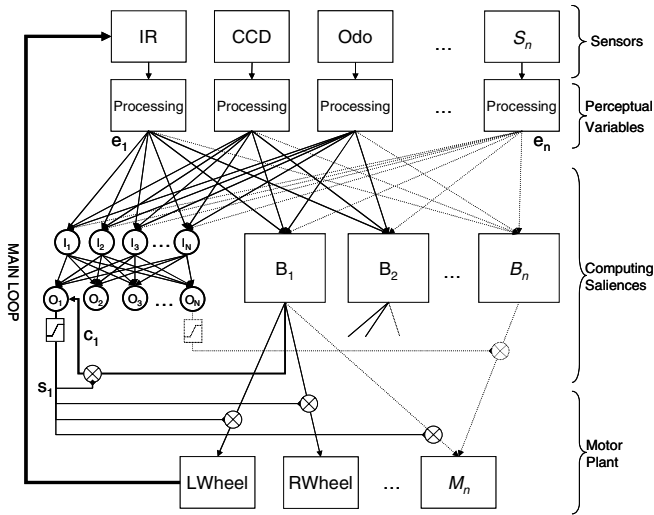 IR CCD Odo ... Sn Sensors
Processing Processing Processing ... Processing Perceptual
Variables
e1 en
I1 I2 I3 ... IN B1 B2 ... Bn Computing
Saliences
O1 O2 O3 ... ON
C1
S1
MAIN LOOP
LWheel RWheel ... Mn Motor
Plant